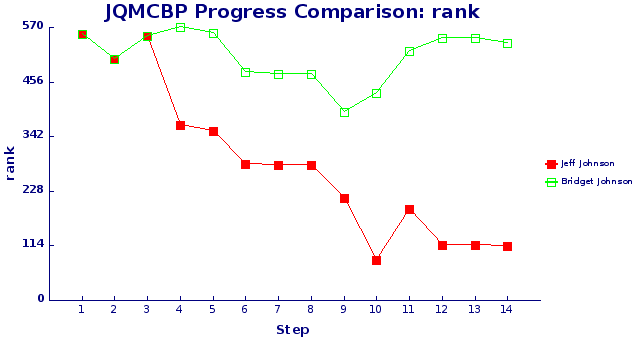 JQMCBP Progress Comparison: rank
570
456
342
228
114
0
rank
1 2 3 4 5 6 7 8 9 10 11 12 13 14
Step
Jeff Johnson
Bridget Johnson